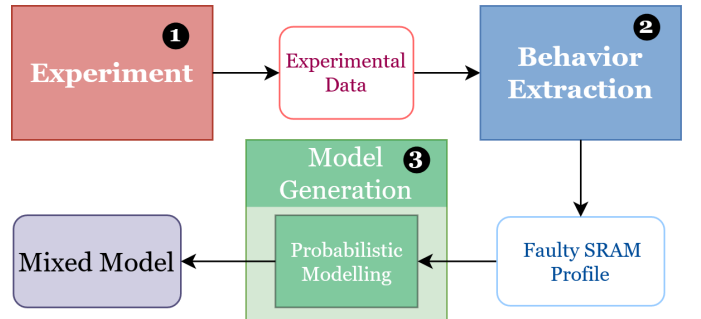 1
Experiment
Experimental
Data
2
Behavior
Extraction
Model
Generation
3
Probabilistic
Modelling
Mixed Model
Faulty SRAM
Profile